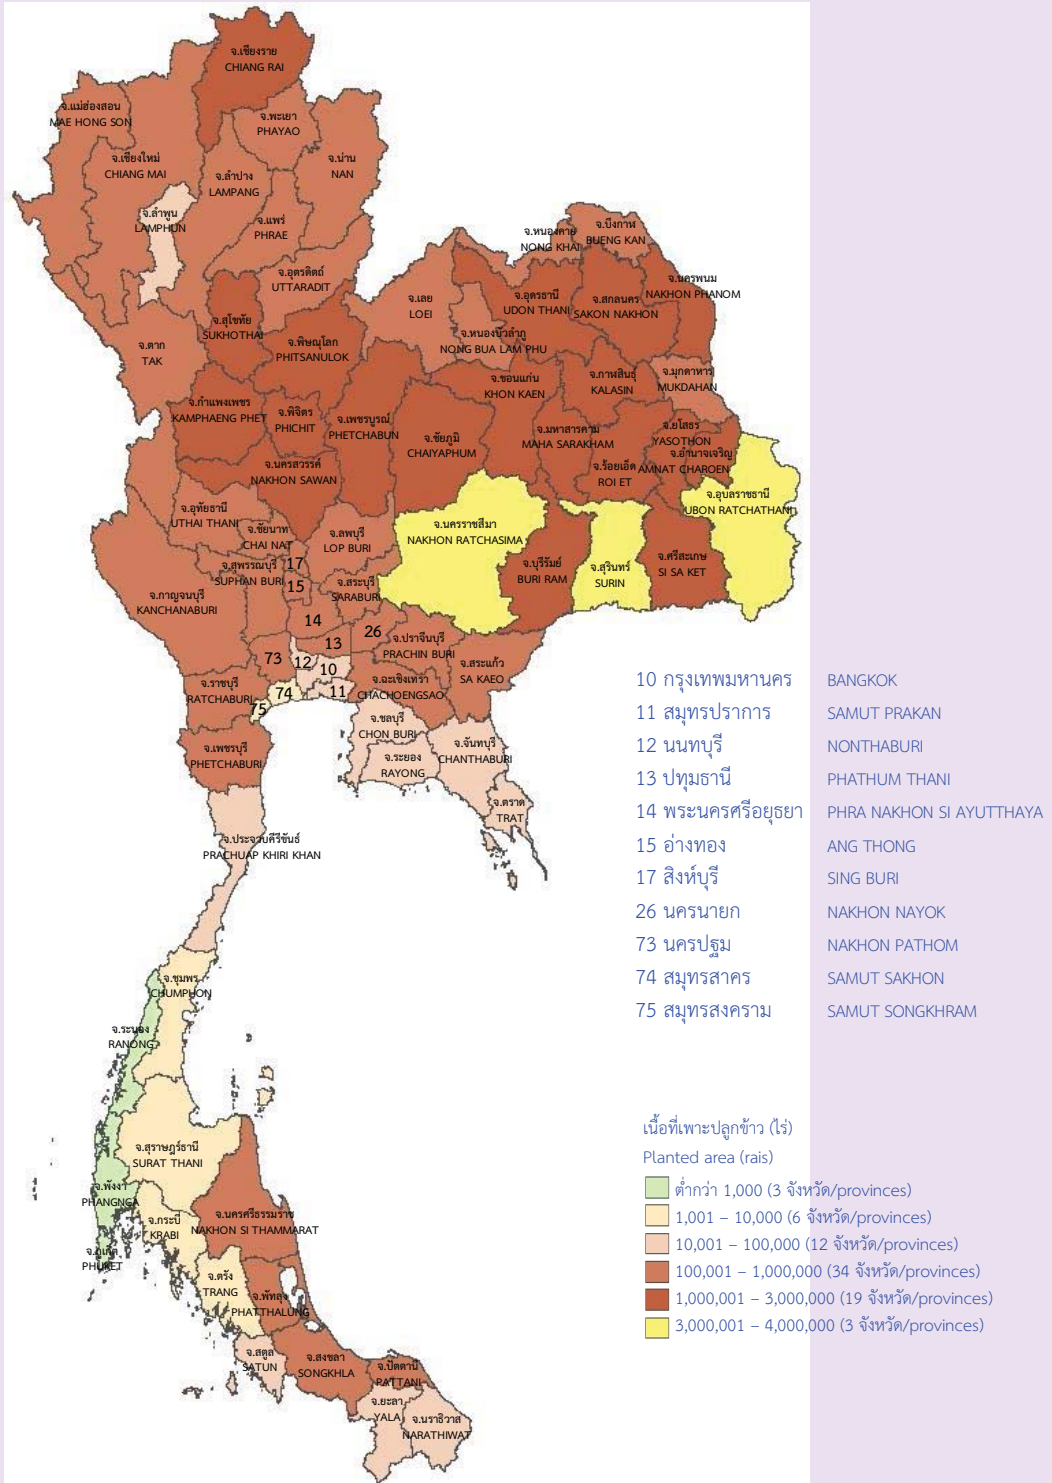 จ.เชียงราย
CHIANG RAI
จ.แม่ฮ่องสอน
MAE HONG SON
จ.พะเยา
PHAYAO
จ.เชียงใหม่
CHIANG MAI
จ.น่าน
NAN
จ.ลำปาง
LAMPANG
จ.ลำพูน
LAMPHUN
จ.แพร่
PHRAE
จ.อุตรดิตถ์
UTTARADIT
จ.หนองคาย
NONG KHAI
จ.บึงกาฬ
BUENG KAN
จ.นครพนม
NAKHON PHANOM
จ.เลย
LOEI
จ.อุดรธานี
UDON THANI
จ.สกลนคร
SAKON NAKHON
จ.สุโขทัย
SUKHOTHAI
จ.ตาก
TAK
จ.พิษณุโลก
PHITSANULOK
จ.หนองบัวลำภู
NONG BUA LAM PHU
จ.ขอนแก่น
KHON KAEN
จ.กาฬสินธุ์
KALASIN
จ.มุกดาหาร
MUKDAHAN
จ.กำแพงเพชร
KAMPHAENG PHET
จ.พิจิตร
PHICHIT
จ.เพชรบูรณ์
PHETCHABUN
จ.ชัยภูมิ
CHAIYAPHUM
จ.มหาสารคาม
MAHA SARAKHAM
จ.ยโสธร
YASOTHON
จ.อำนาจเจริญ
AMNAT CHAROEN
จ.ร้อยเอ็ด
ROI ET
จ.นครสวรรค์
NAKHON SAWAN
จ.อุบลราชธานี
UBON RATCHATHANI
จ.อุทัยธานี
UTHAI THANI
จ.ชัยนาท
CHAI NAT
จ.ลพบุรี
LOP BURI
จ.นครราชสีมา
NAKHON RATCHASIMA
จ.บุรีรัมย์
BURI RAM
จ.สุรินทร์
SURIN
จ.ศรีสะเกษ
SI SA KET
จ.สุพรรณบุรี
SUPHAN BURI
17
15
จ.สระบุรี
SARABURI
จ.กาญจนบุรี
KANCHANABURI
14
26
13
จ.ปราจีนบุรี
PRACHIN BURI
จ.สระแก้ว
SA KAEO
73
12
10
จ.ราชบุรี
RATCHABURI
74
11
75
จ.ฉะเชิงเทรา
CHACHOENGSAO
จ.ชลบุรี
CHON BURI
จ.เพชรบุรี
PHETCHABURI
จ.ระยอง
RAYONG
จ.จันทบุรี
CHANTHABURI
จ.ตราด
TRAT
จ.ประจวบคีรีขันธ์
PRACHUAP KHIRI KHAN
10 กรุงเทพมหานคร BANGKOK
11 สมุทรปราการ SAMUT PRAKAN
12 นนทบุรี NONTHABURI
13 ปทุมธานี PHATHUM THANI
14 พระนครศรีอยุธยา PHRA NAKHON SI AYUTTHAYA
15 อ่างทอง ANG THONG
17 สิงห์บุรี SING BURI
26 นครนายก NAKHON NAYOK
73 นครปฐม NAKHON PATHOM
74 สมุทรสาคร SAMUT SAKHON
75 สมุทรสงคราม SAMUT SONGKHRAM
จ.ชุมพร
CHUMPHON
จ.ระนอง
RANONG
จ.สุราษฎร์ธานี
SURAT THANI
จ.พังงา
PHANGNGA
จ.กระบี่
KRABI
จ.นครศรีธรรมราช
NAKHON SI THAMMARAT
จ.ภูเก็ต
PHUKET
จ.ตรัง
TRANG
จ.พัทลุง
PHATTHALUNG
จ.สตูล
SATUN
จ.สงขลา
SONGKHLA
จ.ปัตตานี
PATTANI
จ.ยะลา
YALA
จ.นราธิวาส
NARATHIWAT
เนื้อที่เพาะปลูกข้าว (ไร่)
Planted area (rais)
ต่ำกว่า 1,000 (3 จังหวัด/provinces)
1,001 – 10,000 (6 จังหวัด/provinces)
10,001 – 100,000 (12 จังหวัด/provinces)
100,001 – 1,000,000 (34 จังหวัด/provinces)
1,000,001 – 3,000,000 (19 จังหวัด/provinces)
3,000,001 – 4,000,000 (3 จังหวัด/provinces)